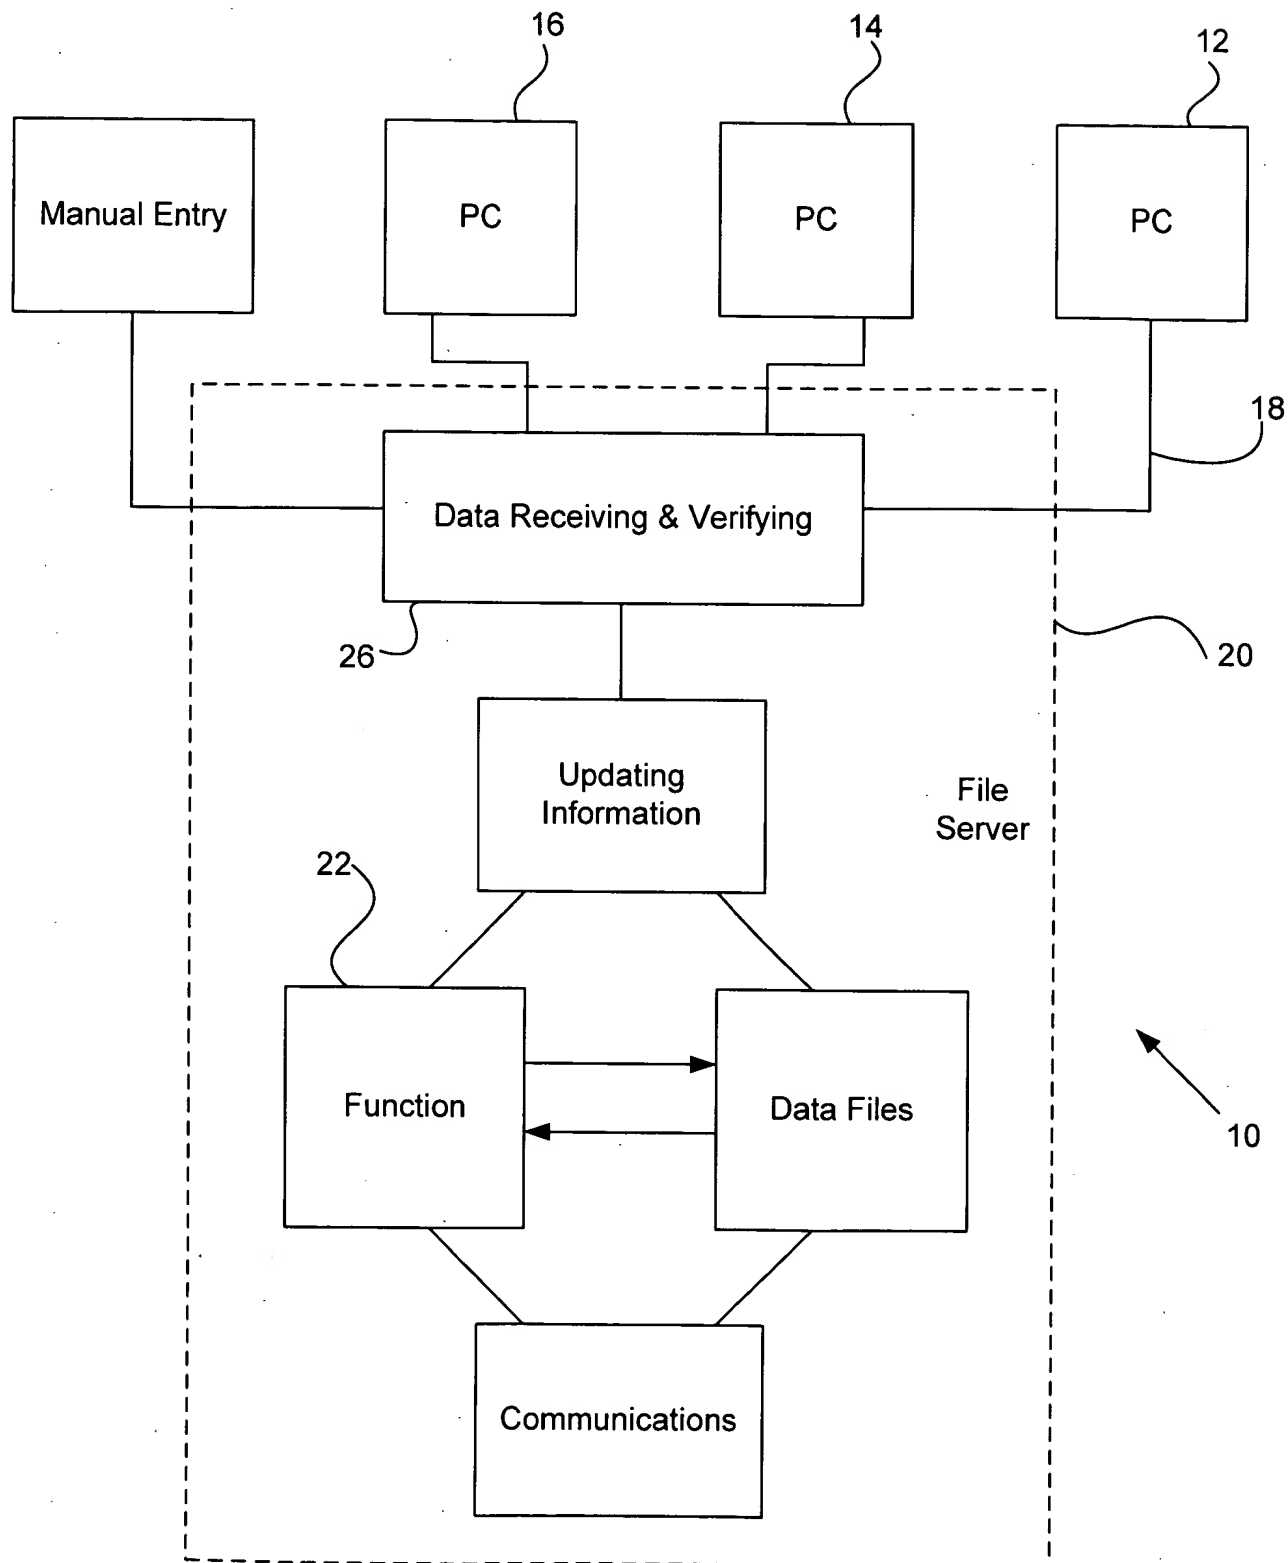 16
14
12
Manual Entry
PC
PC
PC
18
Data Receiving & Verifying
26
20
Updating
Information
File
Server
22
Function
Data Files
10
Communications